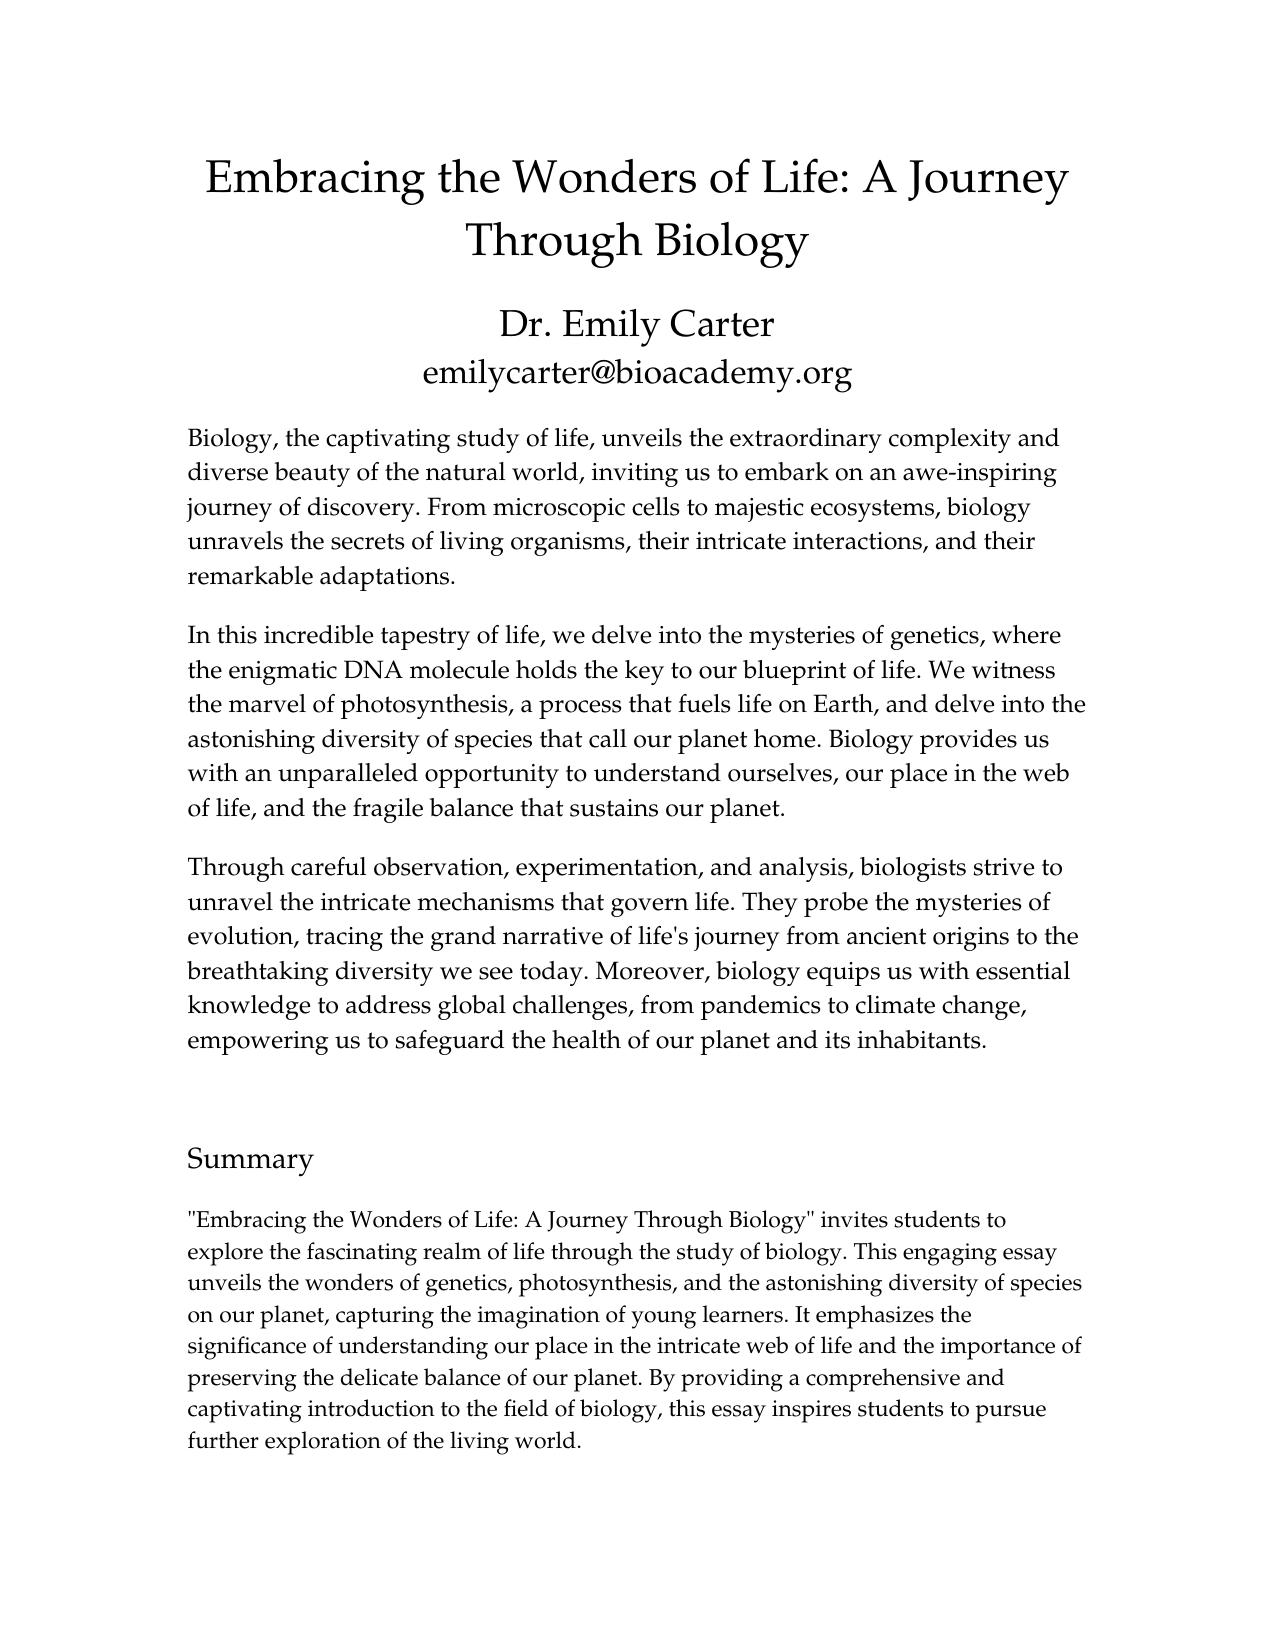 Embracing the Wonders of Life: A Journey
Through Biology
Dr. Emily Carter
emilycarter@bioacademy.org
Biology, the captivating study of life, unveils the extraordinary complexity and
diverse beauty of the natural world, inviting us to embark on an awe-inspiring
journey of discovery. From microscopic cells to majestic ecosystems, biology
unravels the secrets of living organisms, their intricate interactions, and their
remarkable adaptations.
In this incredible tapestry of life, we delve into the mysteries of genetics, where
the enigmatic DNA molecule holds the key to our blueprint of life. We witness
the marvel of photosynthesis, a process that fuels life on Earth, and delve into the
astonishing diversity of species that call our planet home. Biology provides us
with an unparalleled opportunity to understand ourselves, our place in the web
of life, and the fragile balance that sustains our planet.
Through careful observation, experimentation, and analysis, biologists strive to
unravel the intricate mechanisms that govern life. They probe the mysteries of
evolution, tracing the grand narrative of life's journey from ancient origins to the
breathtaking diversity we see today. Moreover, biology equips us with essential
knowledge to address global challenges, from pandemics to climate change,
empowering us to safeguard the health of our planet and its inhabitants.
Summary
"Embracing the Wonders of Life: A Journey Through Biology" invites students to
explore the fascinating realm of life through the study of biology. This engaging essay
unveils the wonders of genetics, photosynthesis, and the astonishing diversity of species
on our planet, capturing the imagination of young learners. It emphasizes the
significance of understanding our place in the intricate web of life and the importance of
preserving the delicate balance of our planet. By providing a comprehensive and
captivating introduction to the field of biology, this essay inspires students to pursue
further exploration of the living world.